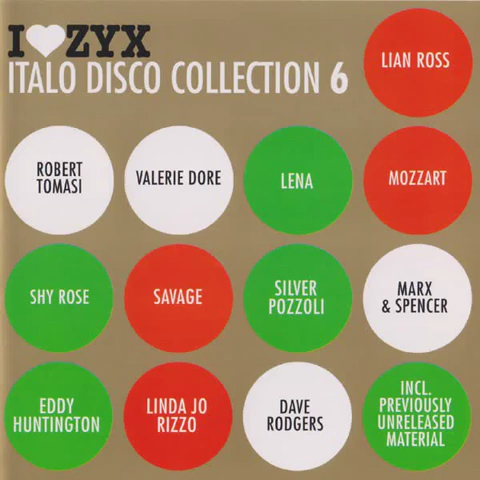 I ZYX
ITALO DISCO COLLECTION 6
LIAN ROSS
ROBERT
TOMASI
VALERIE DORE
LENA
MOZZART
SHY ROSE
SAVAGE
SILVER
POZZOLI
MARX
& SPENCER
EDDY
HUNTINGTON
LINDA JO
RIZZO
DAVE
RODGERS
INCL.
PREVIOUSLY
UNRELEASED
MATERIAL